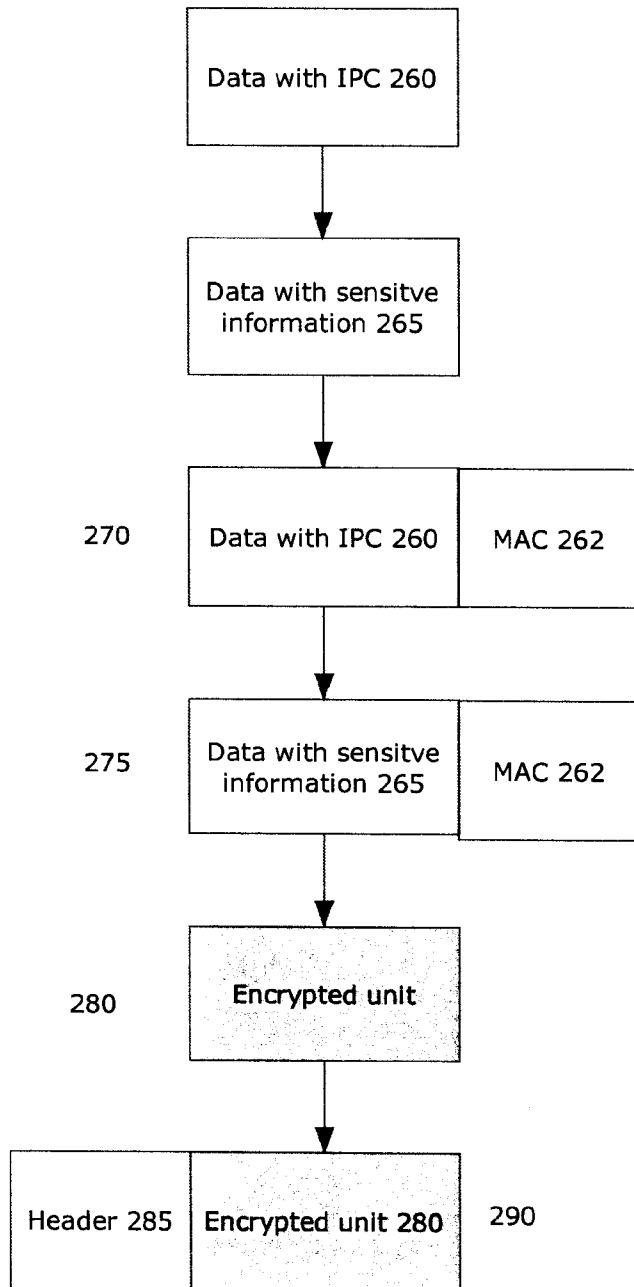 Data with IPC 260
Data with sensitve
information 265
270
Data with IPC 260
MAC 262
275
Data with sensitve
information 265
MAC 262
280
Encrypted unit
Header 285
Encrypted unit 280
290